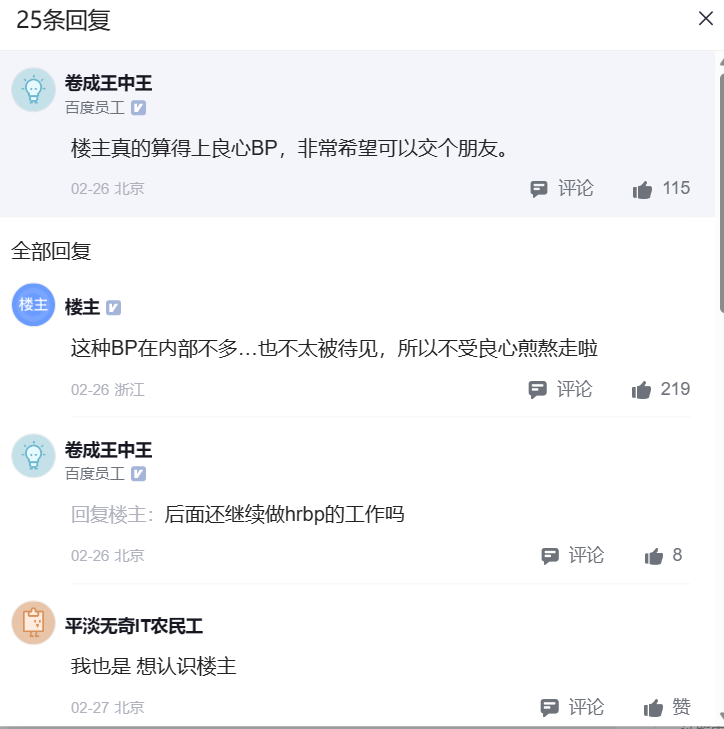 25条回复
卷成王中王
百度员工
楼主真的算得上良心BP，非常希望可以交个朋友。
02-26 北京 评论 115
全部回复
楼主 楼主
这种BP在内部不多...也不太被待见，所以不受良心煎熬走啦
02-26 浙江 评论 219
卷成王中王
百度员工
回复楼主：后面还继续做hrbp的工作吗
02-26 北京 评论 8
平淡无奇IT农民工
我也是 想认识楼主
02-27 北京 评论 赞